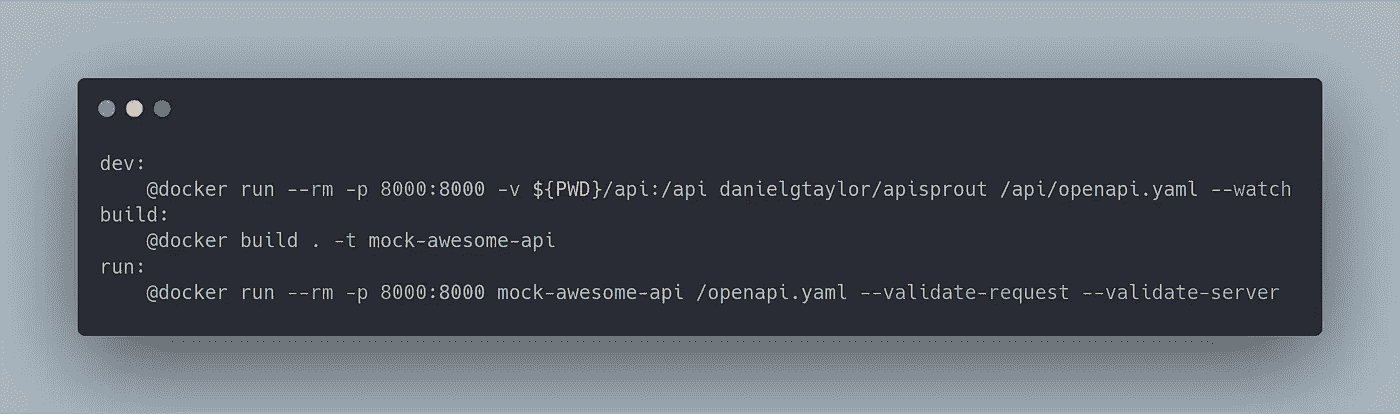 dev:
    @docker run --rm -p 8000:8000 -v ${PWD}/api:/api danielgtaylor/apisprout /api/openapi.yaml --watch
build:
    @docker build . -t mock-awesome-api
run:
    @docker run --rm -p 8000:8000 mock-awesome-api /openapi.yaml --validate-request --validate-server